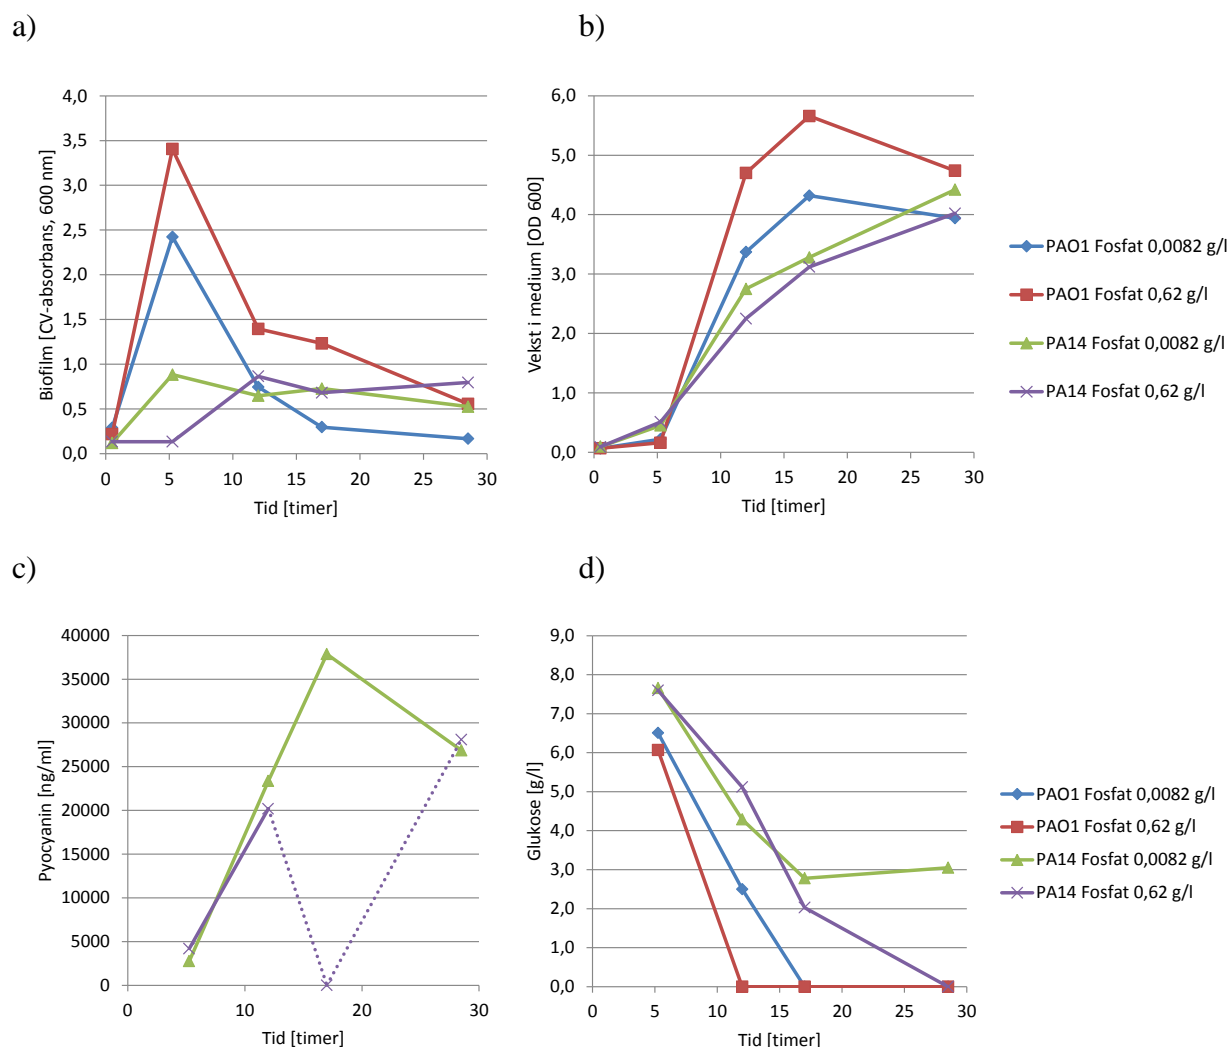 a)
b)
4,0
3,5
3,0
2,5
2,0
1,5
1,0
0,5
0,0
Biofilm [CV-absorbans, 600 nm]
0 5 10 15 20 25 30
Tid [timer]
6,0
5,0
4,0
3,0
2,0
1,0
0,0
Vekst i medium [OD 600]
0 5 10 15 20 25 30
Tid [timer]
PAO1 Fosfat 0,0082 g/l
PAO1 Fosfat 0,62 g/l
PA14 Fosfat 0,0082 g/l
PA14 Fosfat 0,62 g/l
c)
d)
40000
35000
30000
25000
20000
15000
10000
5000
0
Pyocyanin [ng/ml]
0 10 20 30
Tid [timer]
9,0
8,0
7,0
6,0
5,0
4,0
3,0
2,0
1,0
0,0
Glukose [g/l]
0 5 10 15 20 25 30
Tid [timer]
PAO1 Fosfat 0,0082 g/l
PAO1 Fosfat 0,62 g/l
PA14 Fosfat 0,0082 g/l
PA14 Fosfat 0,62 g/l